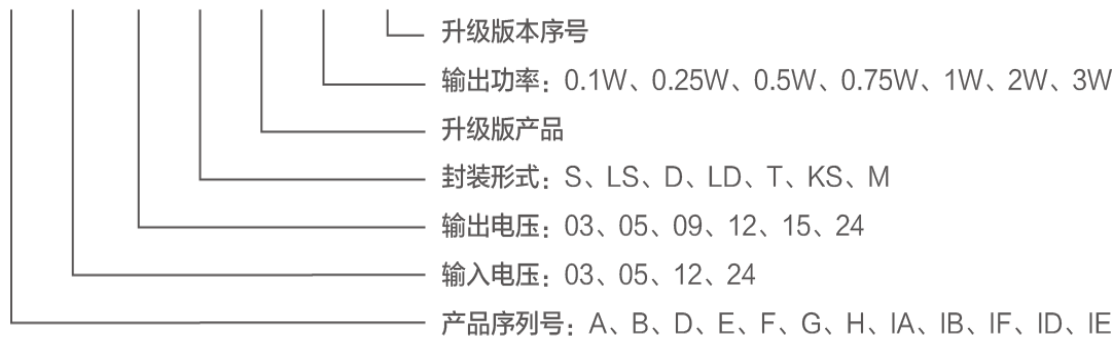 升级版本序号
输出功率：0.1W、0.25W、0.5W、0.75W、1W、2W、3W
升级版产品
封装形式：S、LS、D、LD、T、KS、M
输出电压：03、05、09、12、15、24
输入电压：03、05、12、24
产品序列号：A、B、D、E、F、G、H、IA、IB、IF、ID、IE